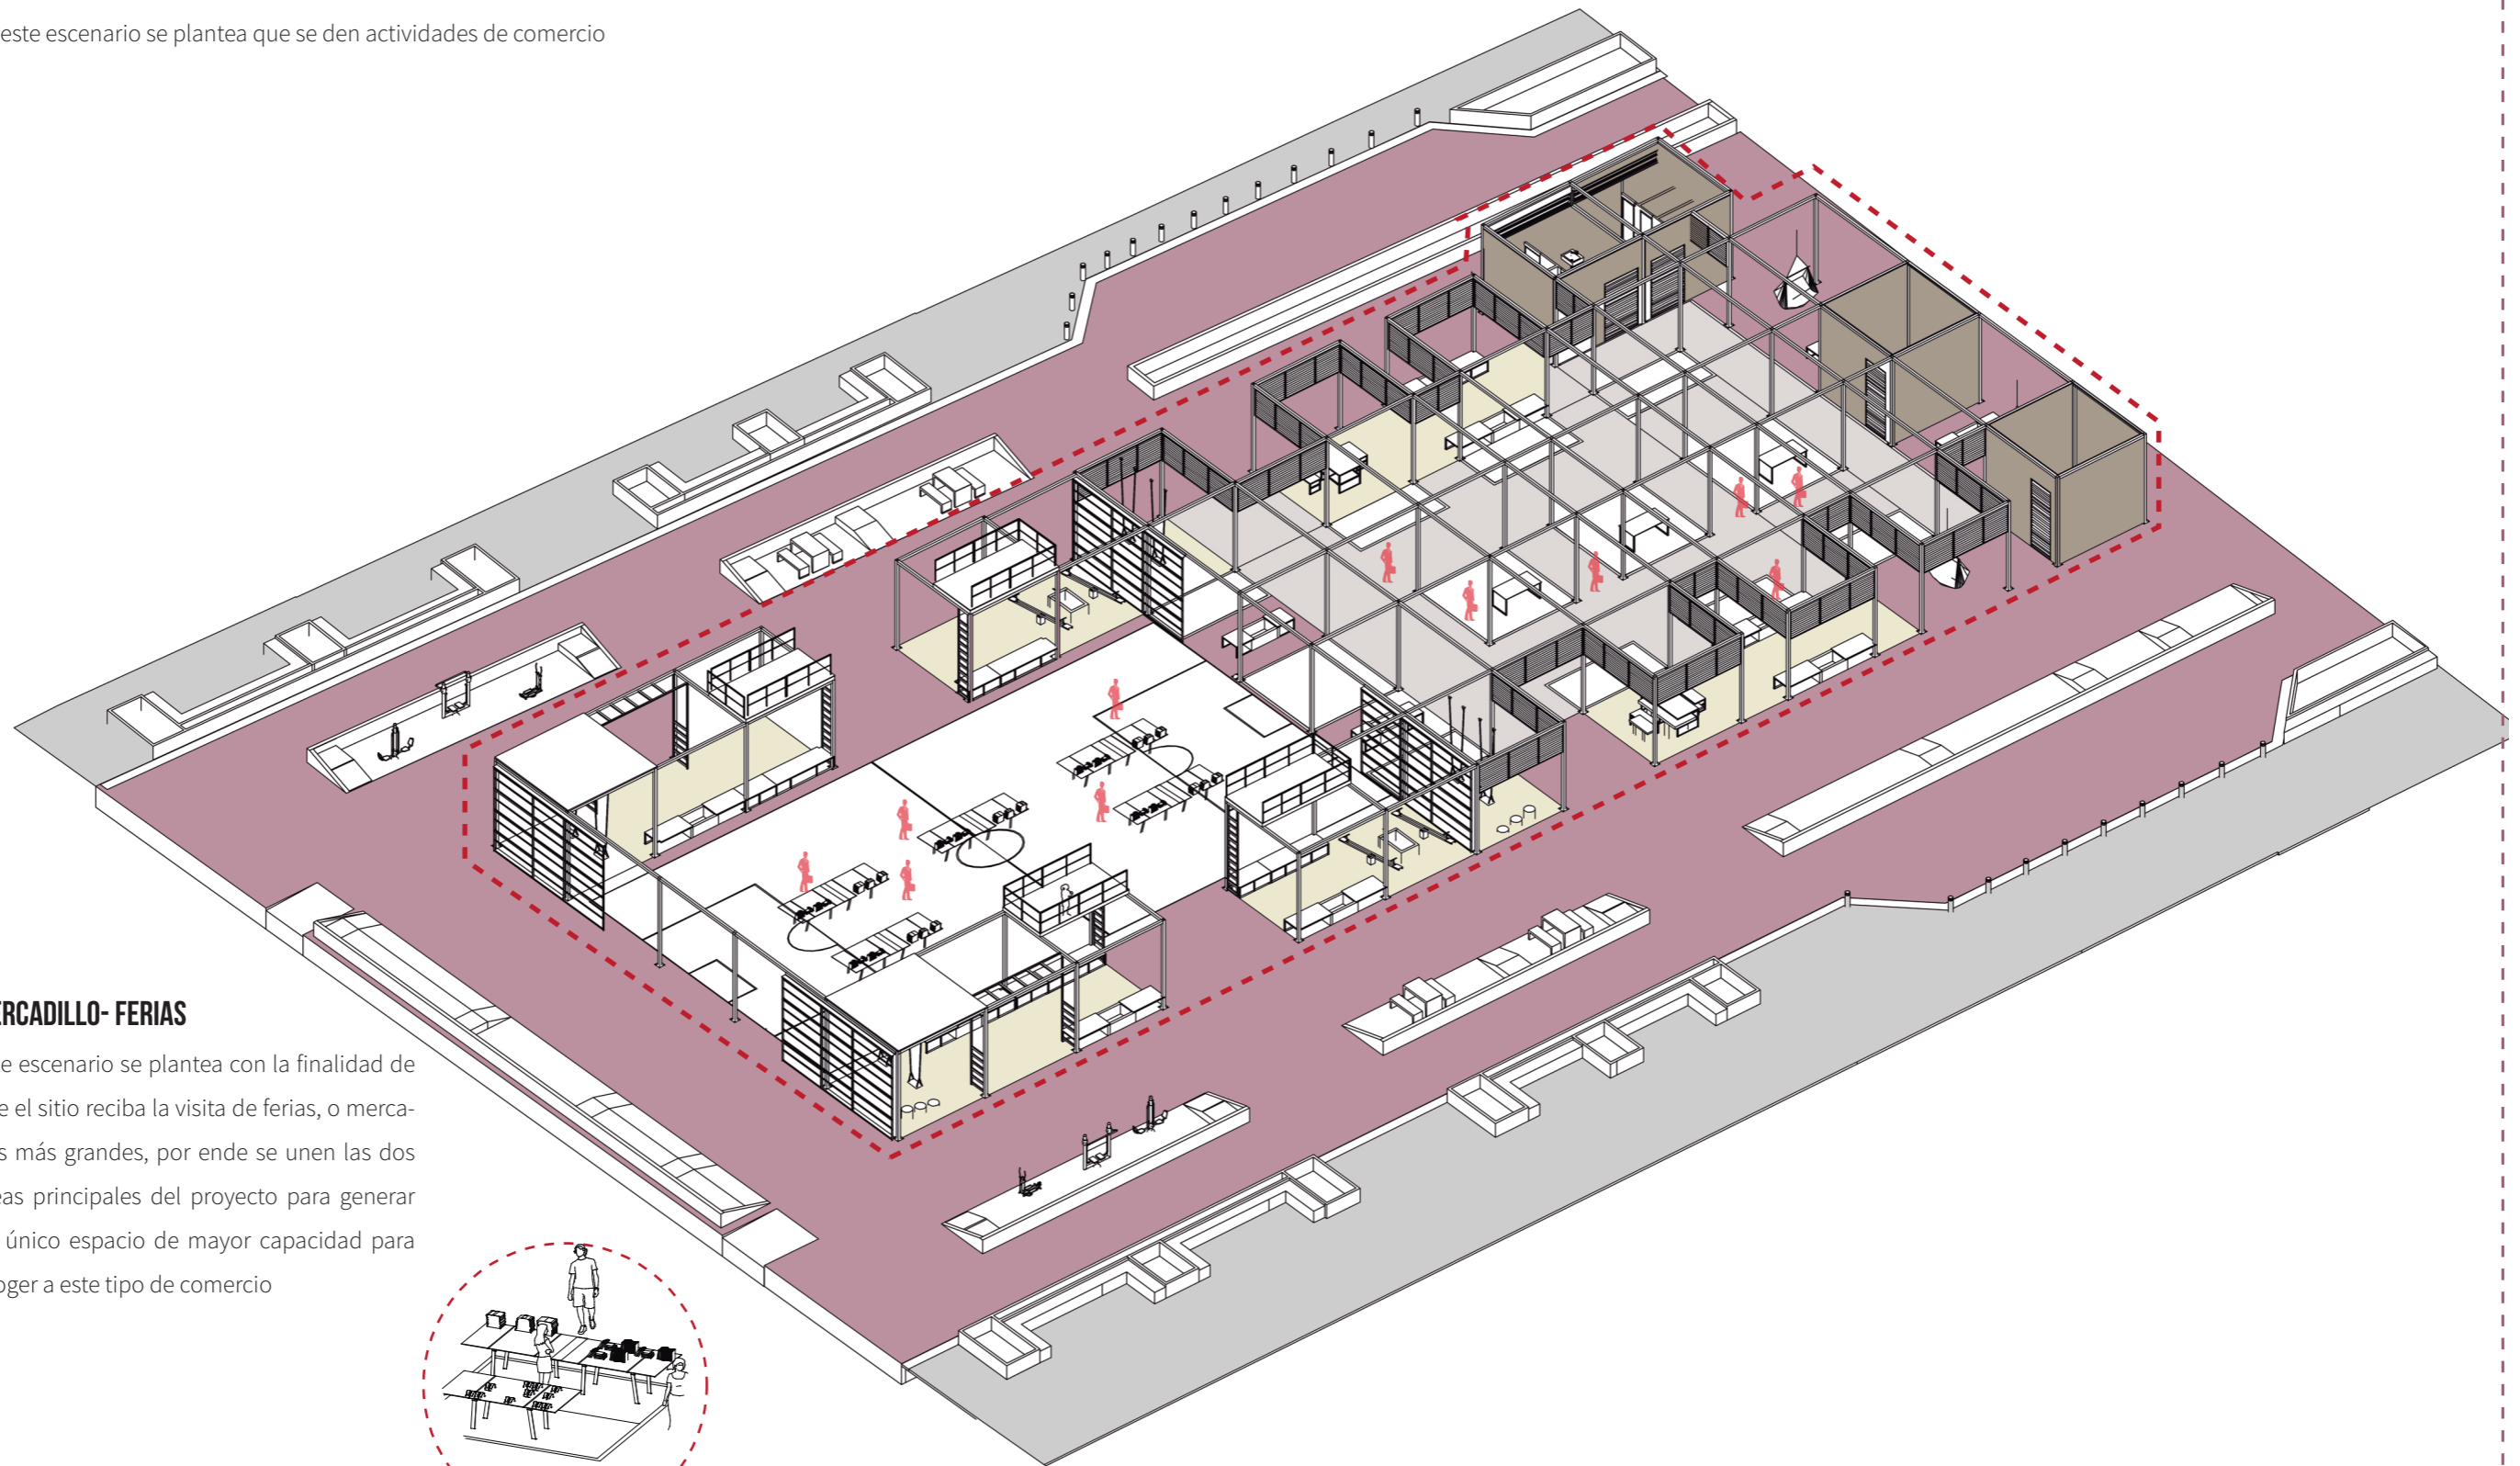 este escenario se plantea que se den actividades de comercio
ERCADILLO- FERIAS
e escenario se plantea con la finalidad de
e el sitio reciba la visita de ferias, o merca-
s más grandes, por ende se unen las dos
eas principales del proyecto para generar
único espacio de mayor capacidad para
oger a este tipo de comercio